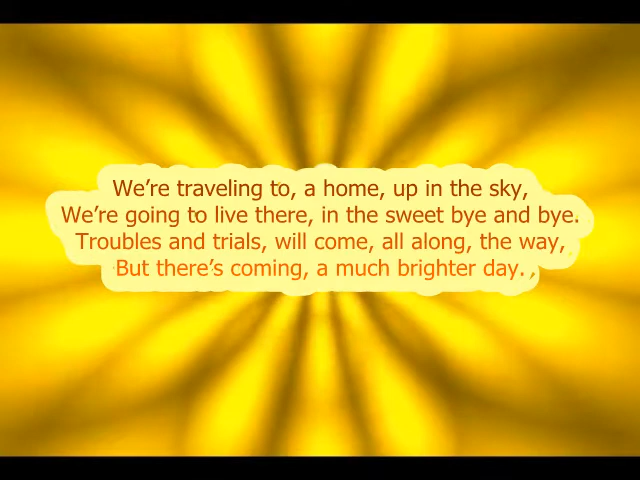 We’re traveling to, a home, up in the sky,
We’re going to live there, in the sweet bye and bye.
Troubles and trials, will come, all along, the way,
But there’s coming, a much brighter day. ,